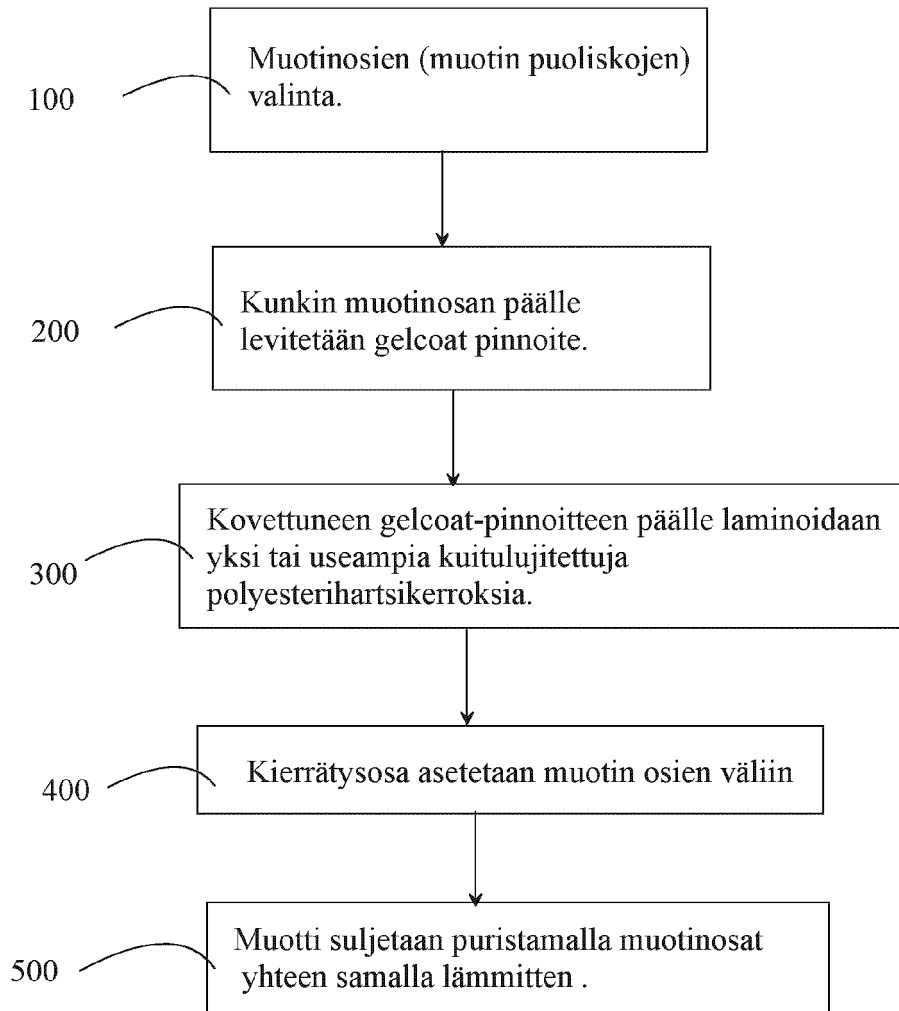 Muotinosien (muotin puoliskojen)
valinta.
100
Kunkin muotinosan päälle
levitetään gelcoat pinnoite.
200
Kovettuneen gelcoat-pinnoitteen päälle laminoidaan
yksi tai useampia kuitulujitettuja
polyesterihartsikerroksia.
300
Kierrätysosa asetetaan muotin osien väliin
400
Muotti suljetaan puristamalla muotinosat
yhteen samalla lämmitten .
500